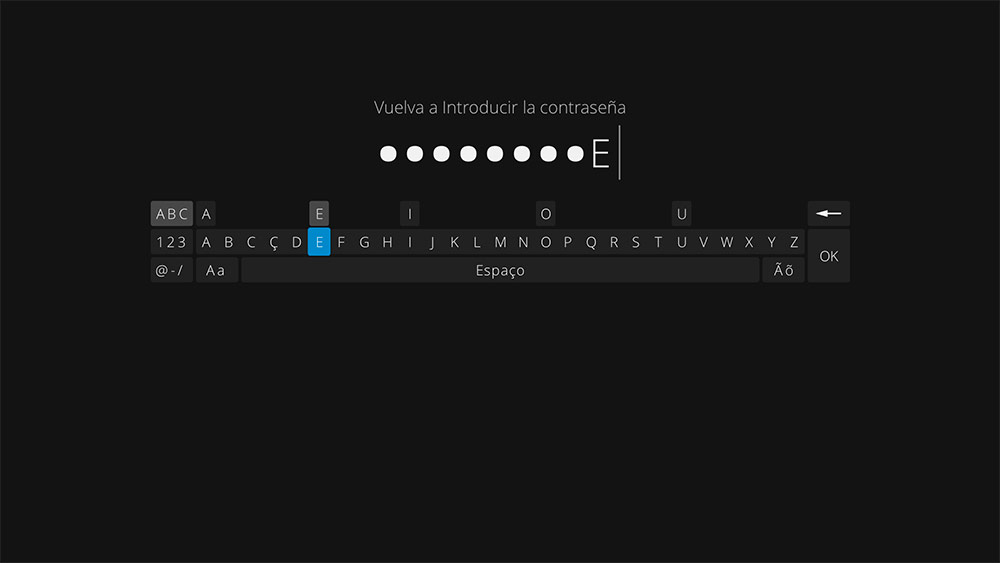 Vuelva a Introducir la contraseña
••••••••E
ABC A E I O U
123 A B C Ç D E F G H I J K L M N O P Q R S T U V W X Y Z OK
@-/ Aa Espaço Ãõ